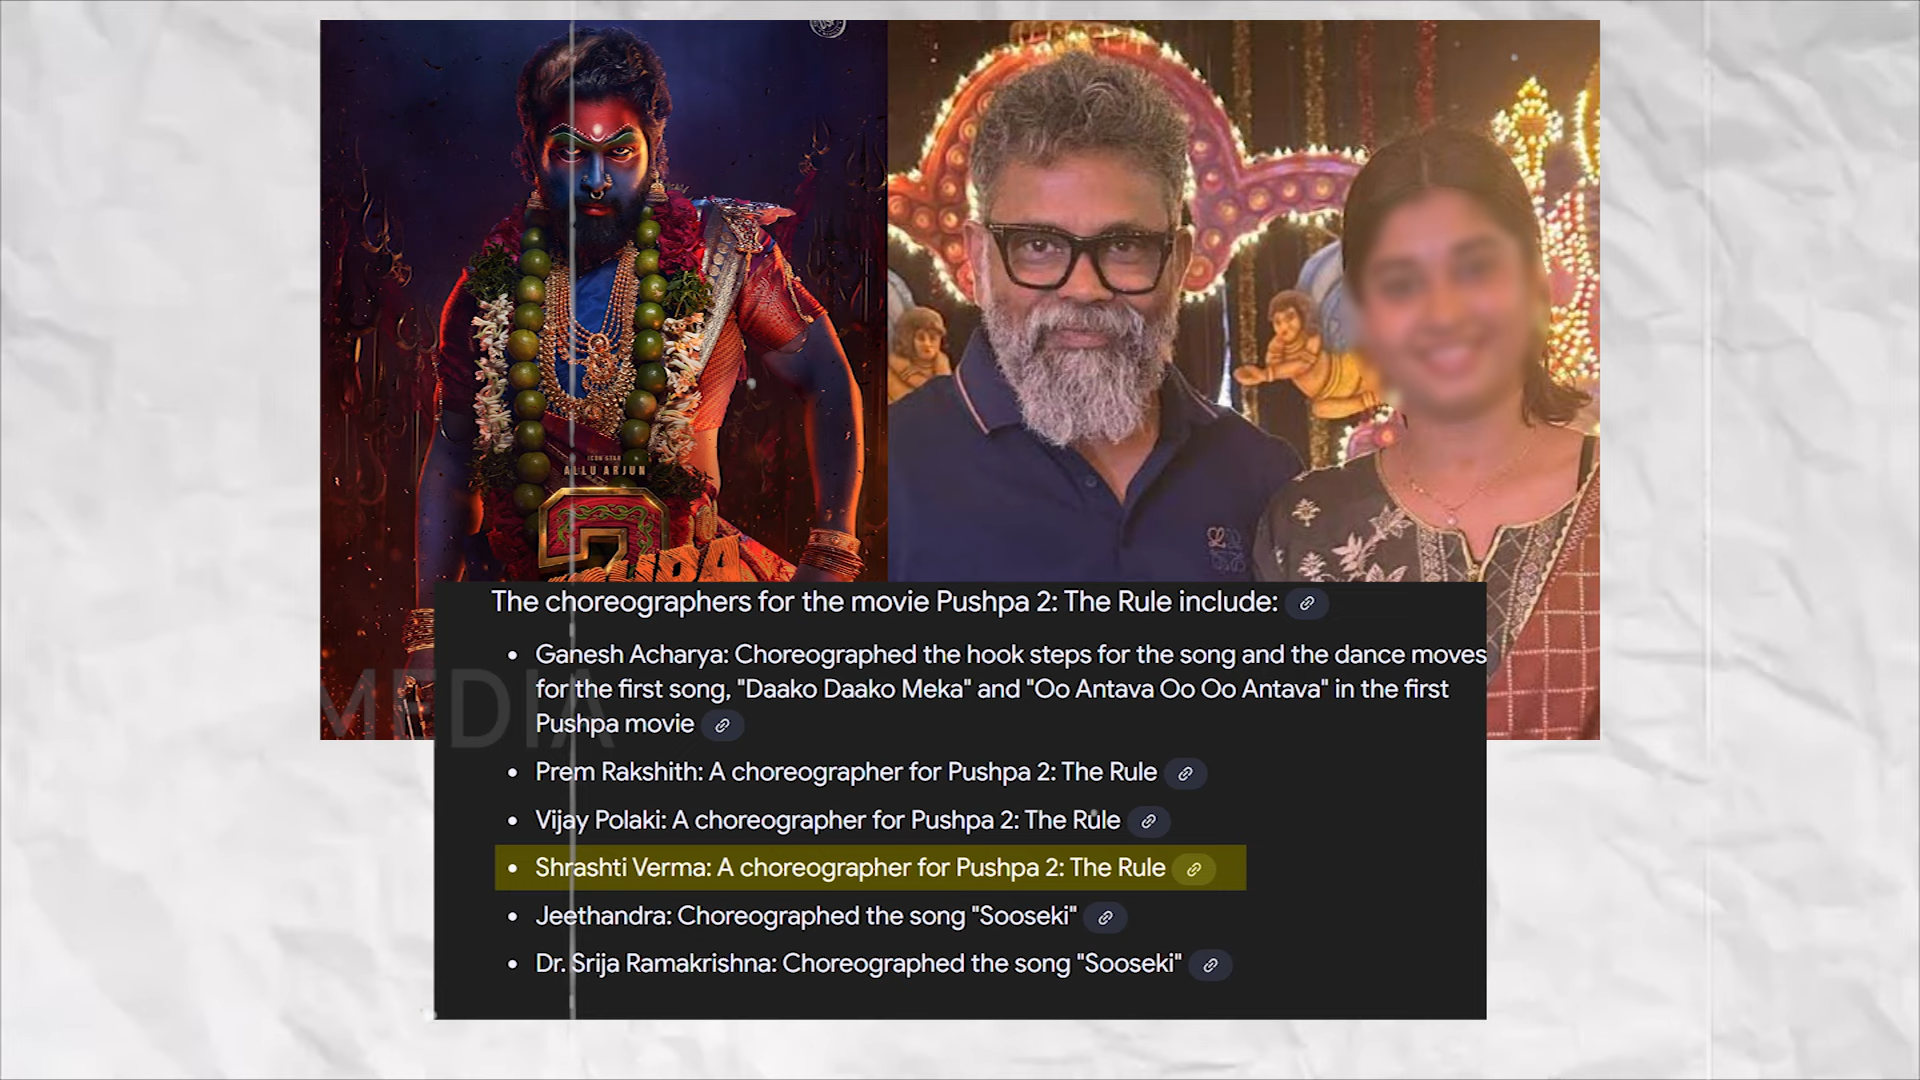 ICON STAR
ALLU ARJUN
2
The choreographers for the movie Pushpa 2: The Rule include:
• Ganesh Acharya: Choreographed the hook steps for the song and the dance moves
for the first song, "Daako Daako Meka" and "Oo Antava Oo Oo Antava" in the first
Pushpa movie
MEDIA
• Prem Rakshith: A choreographer for Pushpa 2: The Rule
• Vijay Polaki: A choreographer for Pushpa 2: The Rule
• Shrashti Verma: A choreographer for Pushpa 2: The Rule
• Jeethandra: Choreographed the song "Sooseki"
• Dr. Srija Ramakrishna: Choreographed the song "Sooseki"